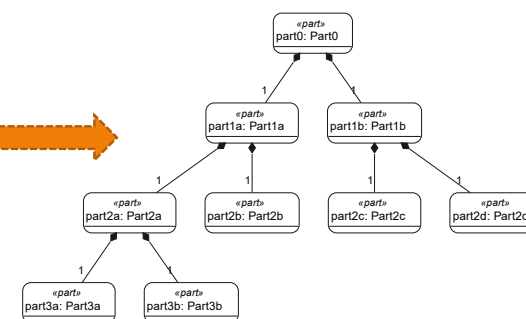 «part»
part0: Part0
1
1
«part»
part1a: Part1a
«part»
part1b: Part1b
1
1
1
1
«part»
part2a: Part2a
«part»
part2b: Part2b
«part»
part2c: Part2c
«part»
part2d: Part2d
1
1
«part»
part3a: Part3a
«part»
part3b: Part3b